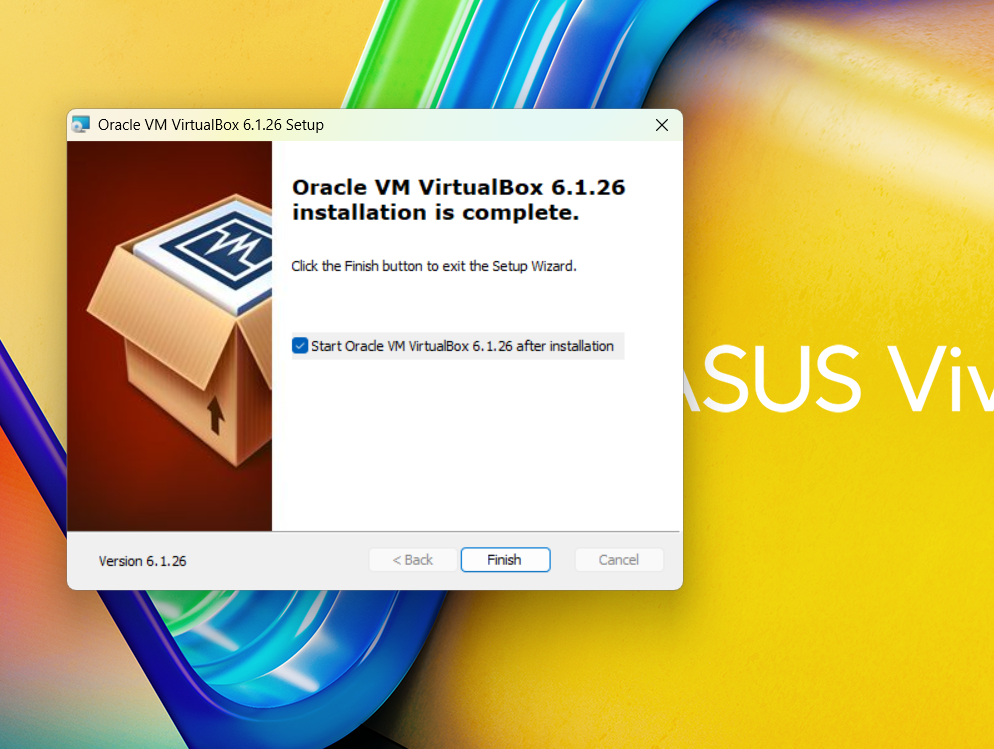 Oracle VM VirtualBox 6.1.26 Setup
Oracle VM VirtualBox 6.1.26
installation is complete.
Click the Finish button to exit the Setup Wizard.
Start Oracle VM VirtualBox 6.1.26 after installation
ASUS Viv
Version 6.1.26
< Back
Finish
Cancel